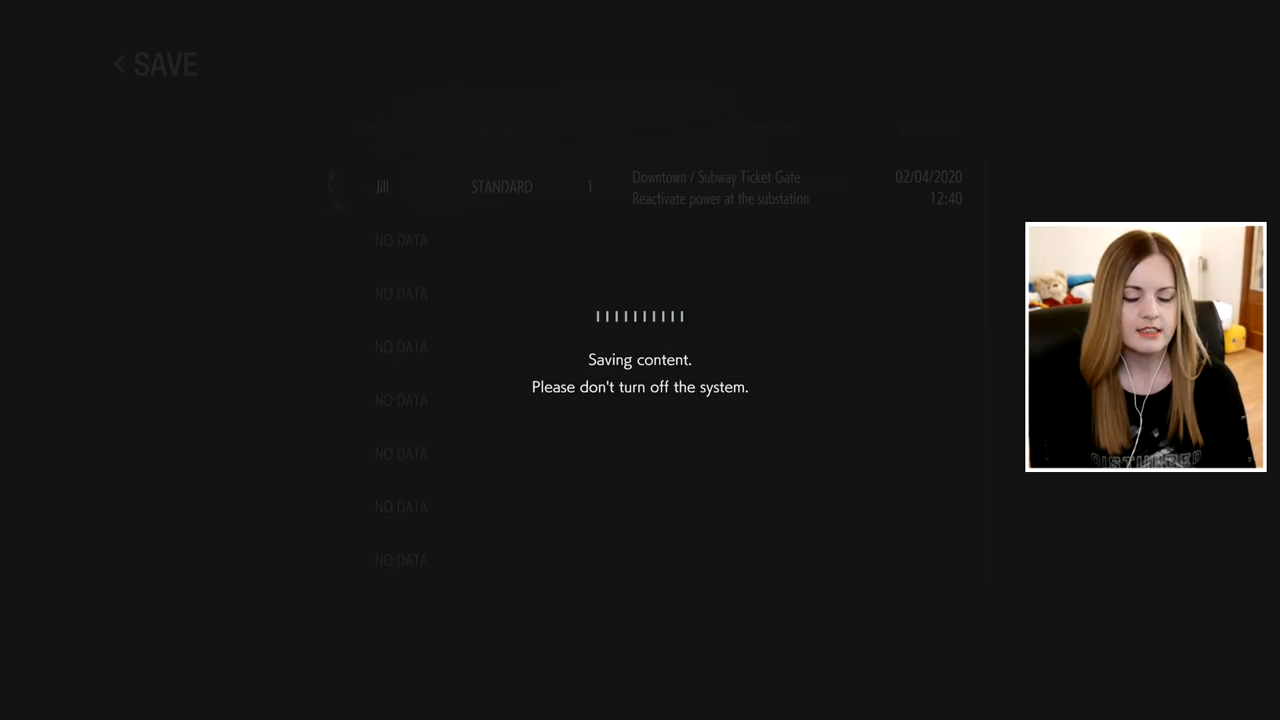 < SAVE
Jill STANDARD 1 Downtown / Subway Ticket Gate 02/04/2020
Reactivate power at the substation 12:40
NO DATA
NO DATA
NO DATA
Saving content.
Please don't turn off the system.
NO DATA
NO DATA
NO DATA
NO DATA
DISTURBED